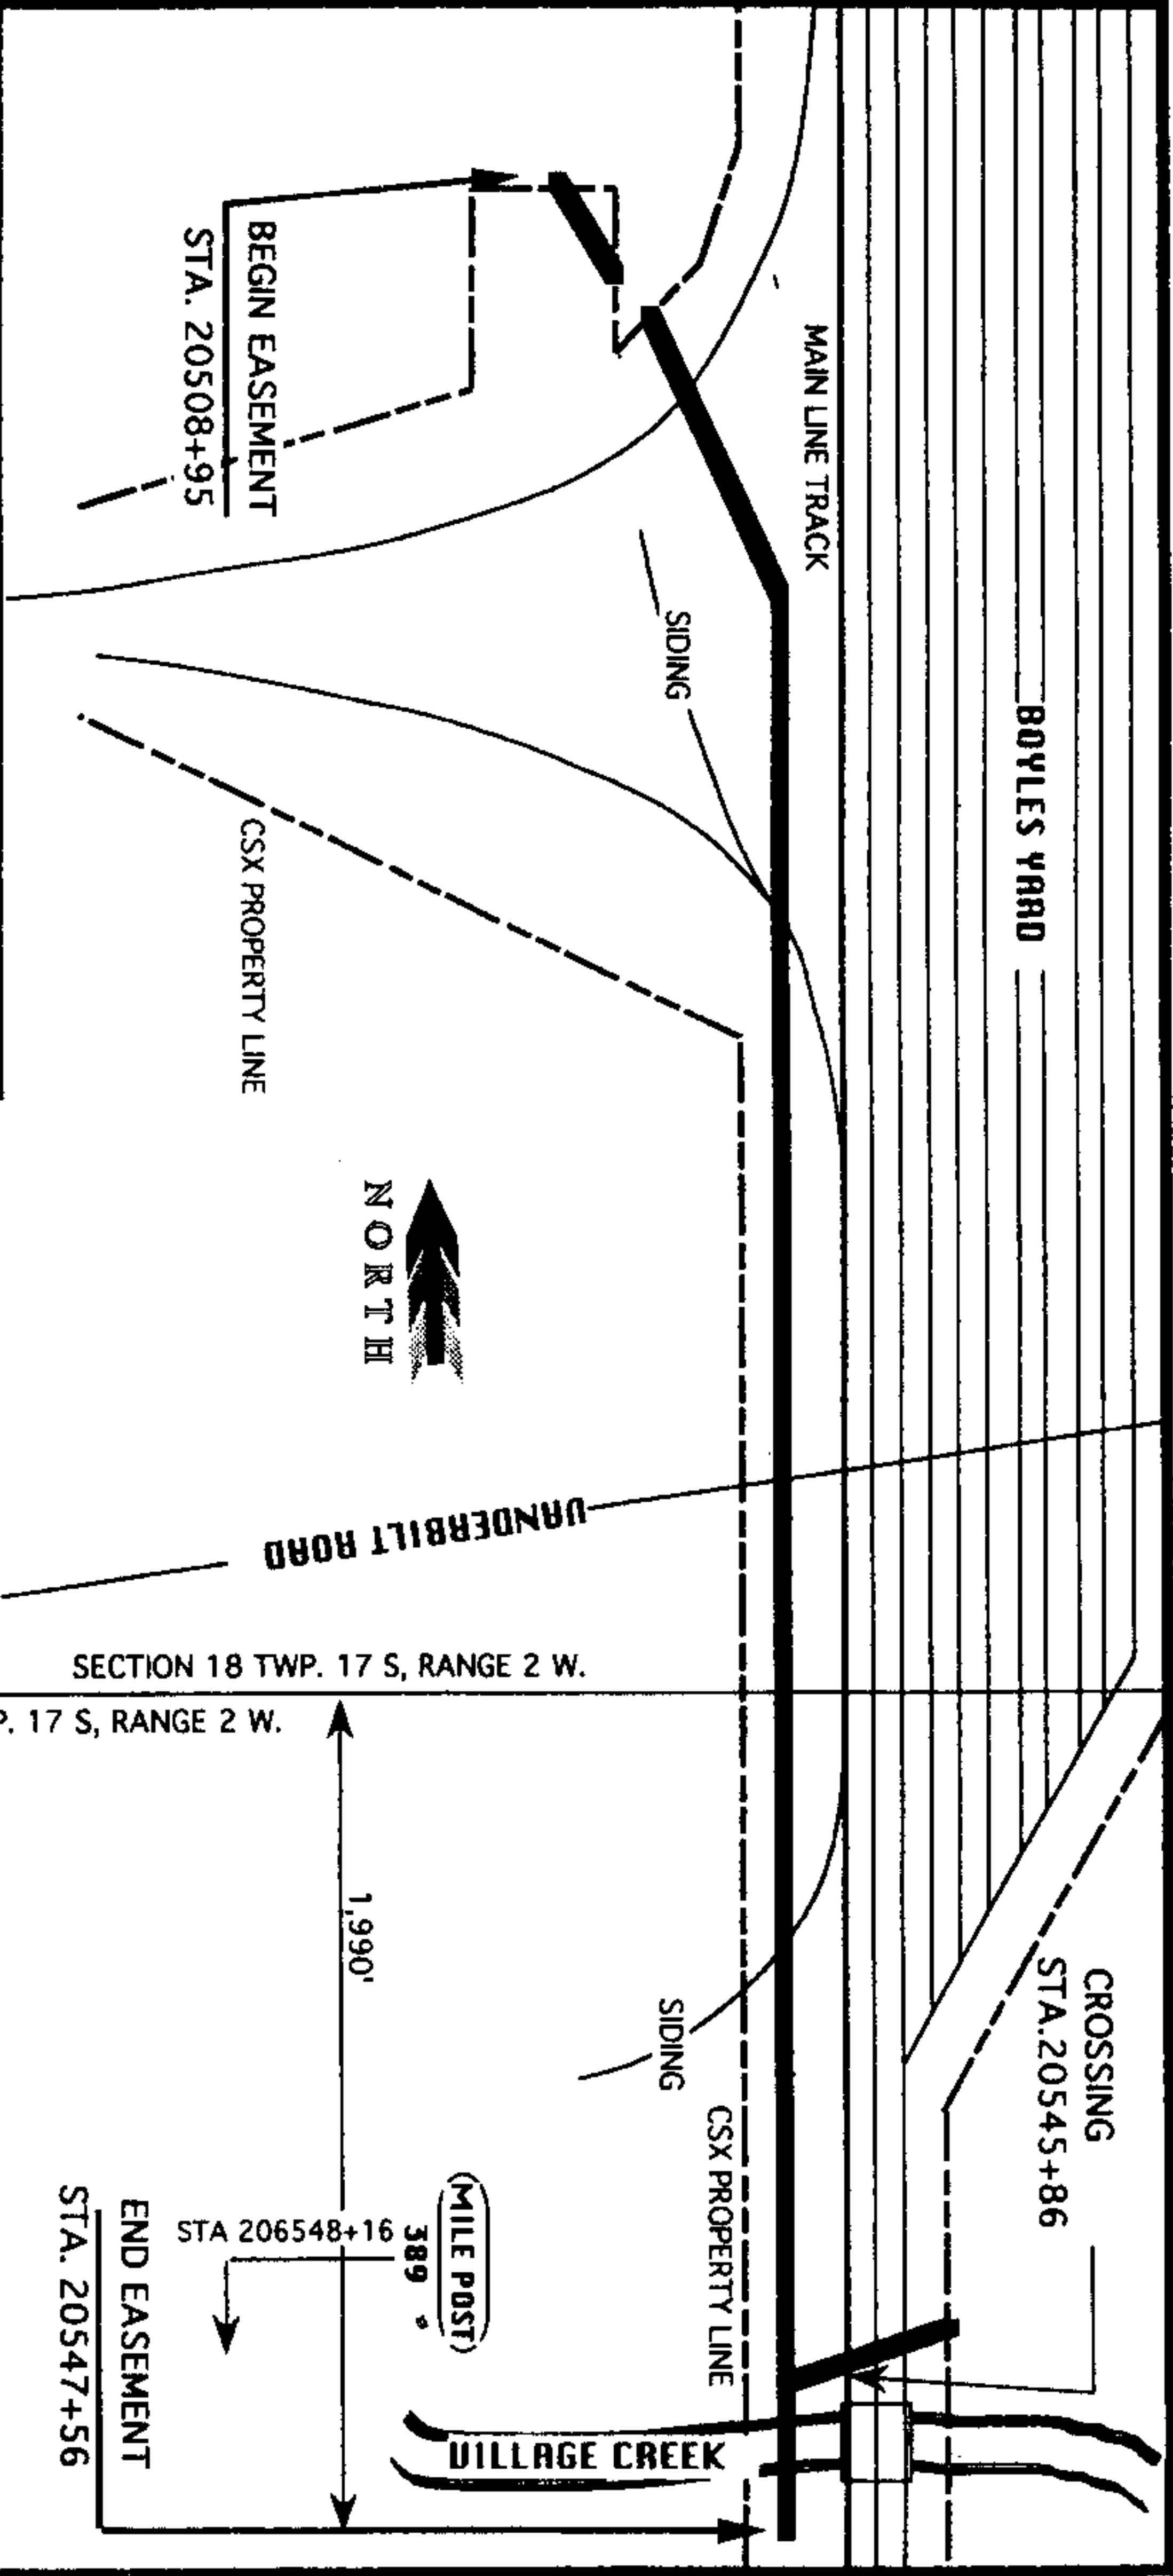 BOYLES YARD
MAIN LINE TRACK
SIDING
BEGIN EASEMENT
STA. 20508+95
CSX PROPERTY LINE
NORTH
VANDERBILT ROAD
SECTION 18 TWP. 17 S, RANGE 2 W.
P. 17 S, RANGE 2 W.
1,990'
CROSSING
STA.20545+86
SIDING
CSX PROPERTY LINE
(MILE POST)
389
STA 206548+16
END EASEMENT
STA. 20547+56
VILLAGE CREEK